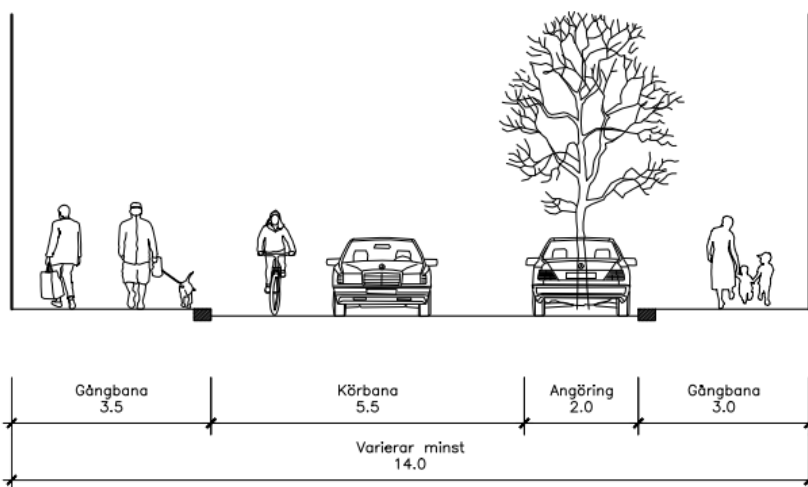 Gångbana
3.5
Körbana
5.5
Angöring
2.0
Gångbana
3.0
Varierar minst
14.0